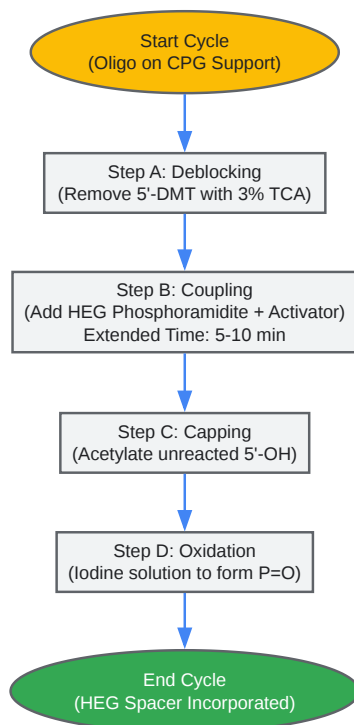 Start Cycle
(Oligo on CPG Support)
Step A: Deblocking
(Remove 5'-DMT with 3% TCA)
Step B: Coupling
(Add HEG Phosphoramidite + Activator)
Extended Time: 5-10 min
Step C: Capping
(Acetylate unreacted 5'-OH)
Step D: Oxidation
(Iodine solution to form P=O)
End Cycle
(HEG Spacer Incorporated)